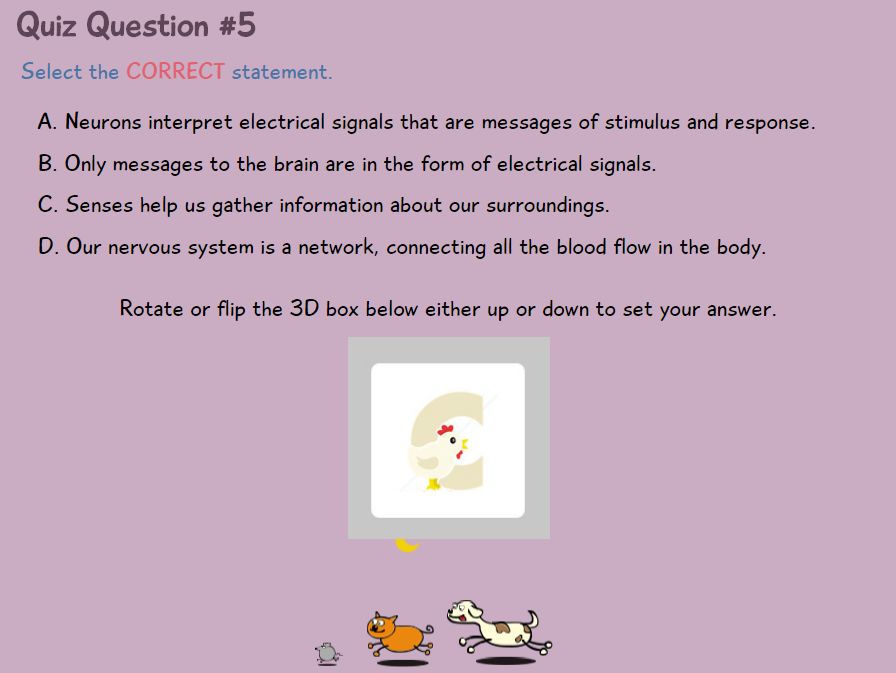 Quiz Question #5
Select the CORRECT statement.
A. Neurons interpret electrical signals that are messages of stimulus and response.
B. Only messages to the brain are in the form of electrical signals.
C. Senses help us gather information about our surroundings.
D. Our nervous system is a network, connecting all the blood flow in the body.
Rotate or flip the 3D box below either up or down to set your answer.
C